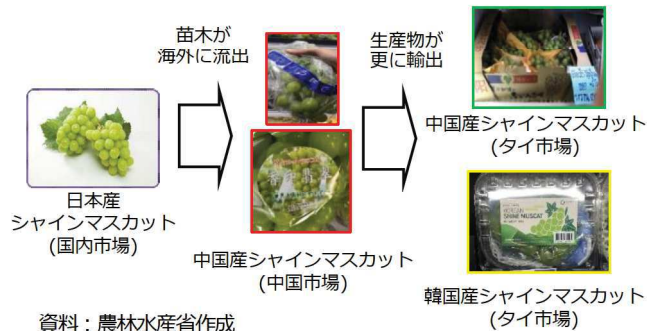 苗木が
海外に流出
生産物が
更に輸出
日本産
シャインマスカット
(国内市場)
中国産シャインマスカット
(中国市場)
中国産シャインマスカット
(タイ市場)
KOREAN
SHINE MUSCAT
韓国産シャインマスカット
(タイ市場)
資料:農林水産省作成